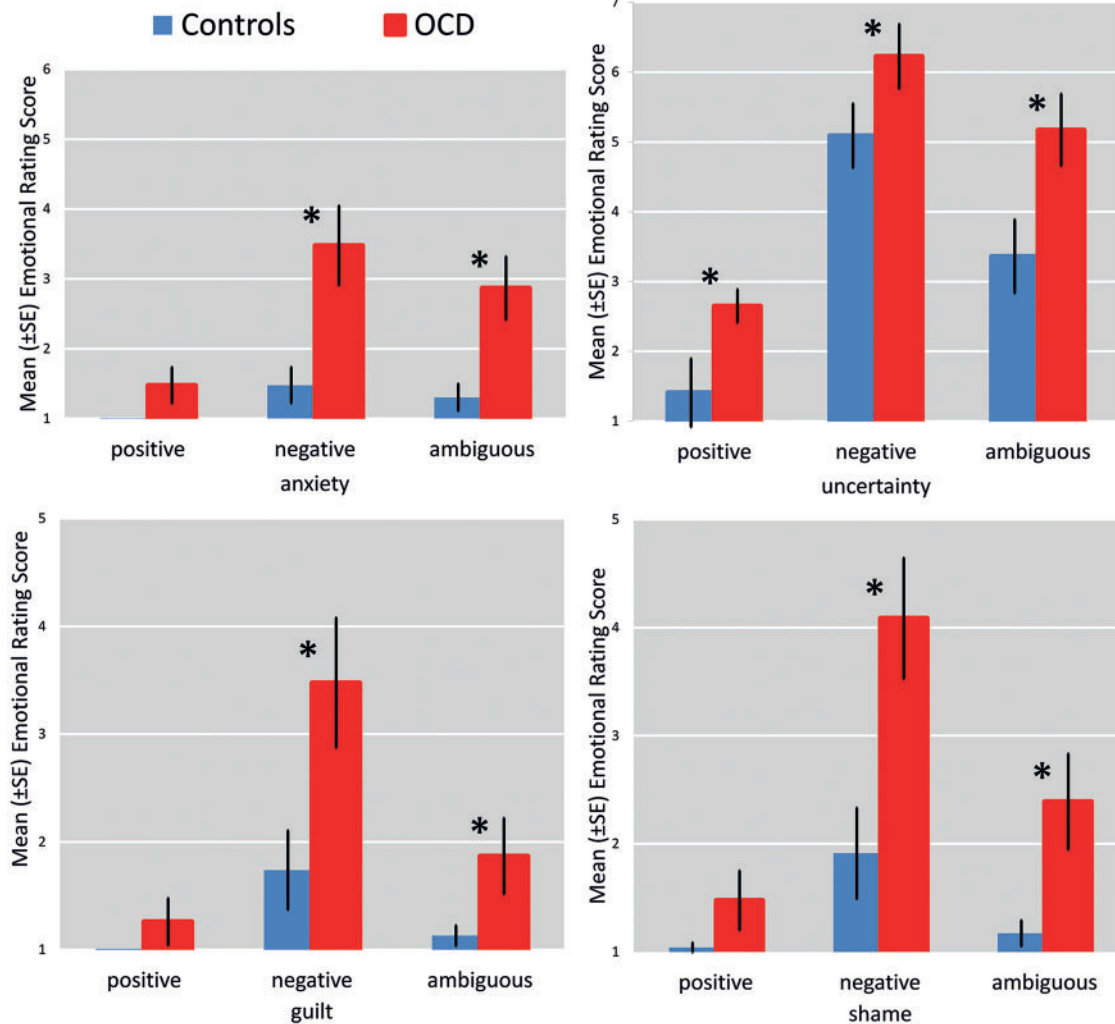 Controls OCD
Mean (±SE) Emotional Rating Score
6
5
4
3
2
1
*
*
positive negative ambiguous
anxiety
Mean (±SE) Emotional Rating Score
7
6
5
4
3
2
1
*
*
*
positive negative ambiguous
uncertainty
Mean (±SE) Emotional Rating Score
5
4
3
2
1
*
*
positive negative ambiguous
guilt
Mean (±SE) Emotional Rating Score
5
4
3
2
1
*
*
positive negative ambiguous
shame